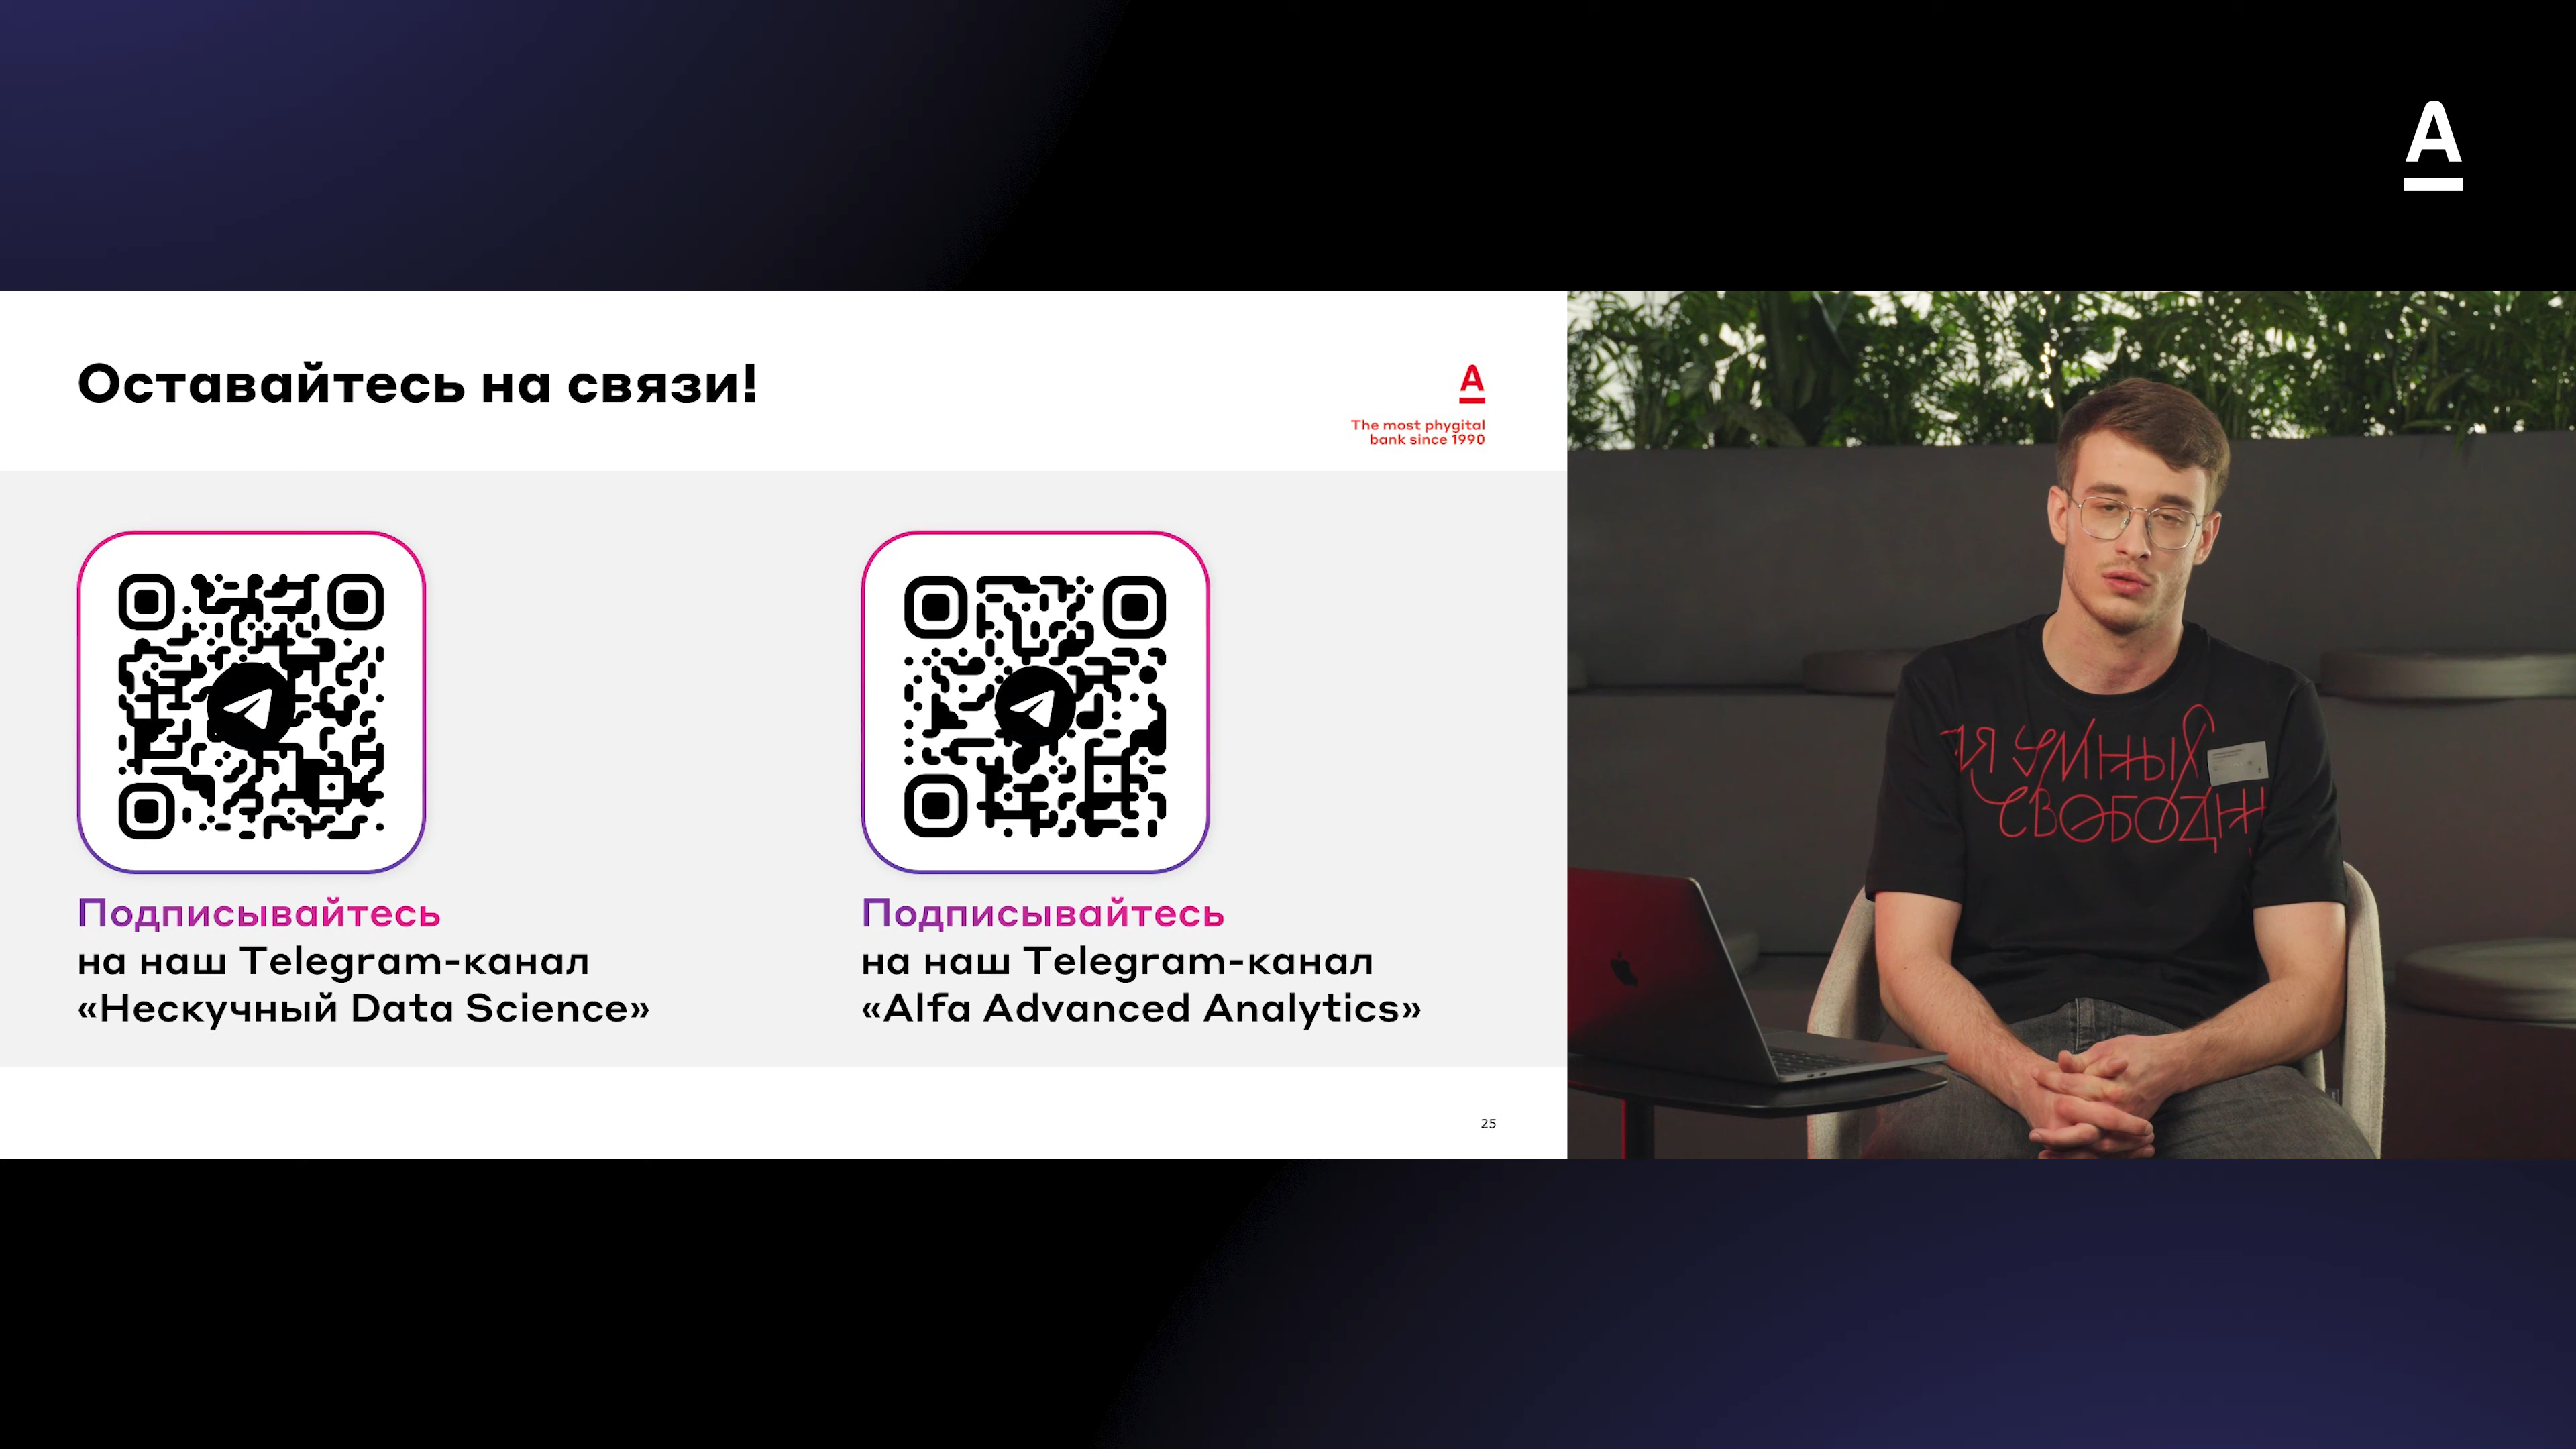 A
Оставайтесь на связи!
A
The most phygital
bank since 1990
Подписывайтесь
на наш Telegram-канал
«Нескучный Data Science»
Подписывайтесь
на наш Telegram-канал
«Alfa Advanced Analytics»
УМНЫХ
25